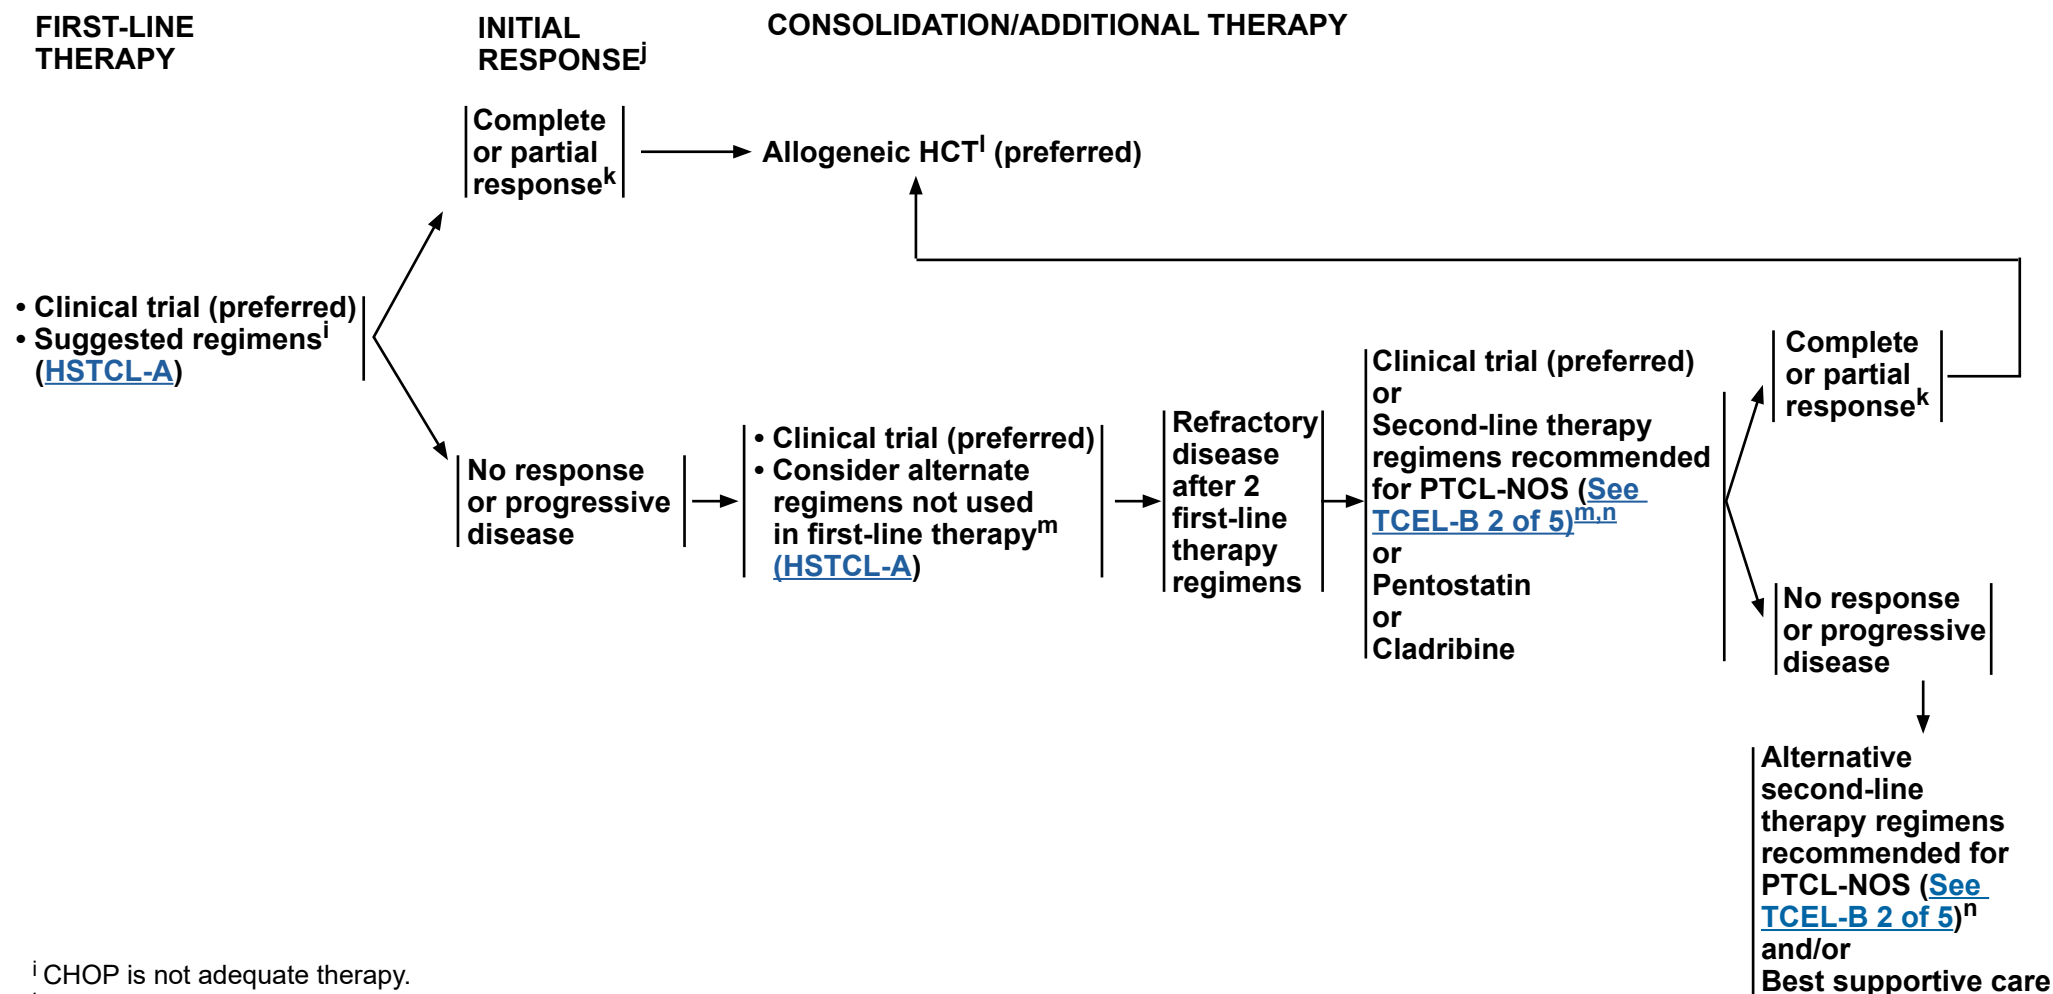 FIRST-LINE
THERAPY
INITIAL
RESPONSEj
CONSOLIDATION/ADDITIONAL THERAPY
Complete
or partial
responsek
Allogeneic HCTl (preferred)
• Clinical trial (preferred)
• Suggested regimensi
(HSTCL-A)
No response
or progressive
disease
• Clinical trial (preferred)
• Consider alternate
regimens not used
in first-line therapym
(HSTCL-A)
Refractory
disease
after 2
first-line
therapy
regimens
Clinical trial (preferred)
or
Second-line therapy
regimens recommended
for PTCL-NOS (See
TCEL-B 2 of 5)m,n
or
Pentostatin
or
Cladribine
Complete
or partial
responsek
No response
or progressive
disease
Alternative
second-line
therapy regimens
recommended for
PTCL-NOS (See
TCEL-B 2 of 5)n
and/or
Best supportive care
i CHOP is not adequate therapy.